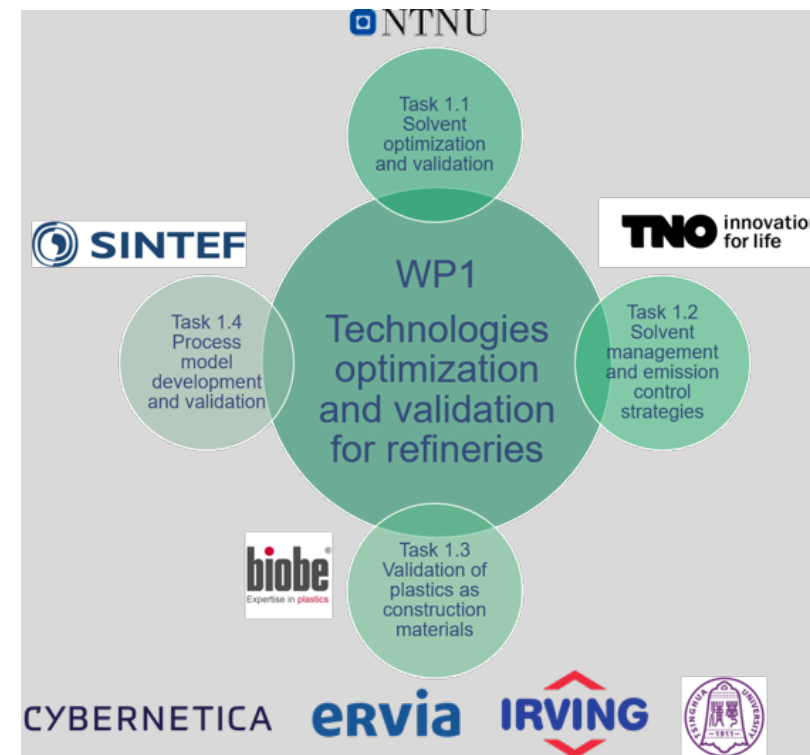 NTNU
Task 1.1
Solvent
optimization
and validation
SINTEF
TNO innovation
for life
WP1
Technologies
optimization
and validation
for refineries
Task 1.4
Process
model
development
and validation
Task 1.2
Solvent
management
and emission
control
strategies
biobe®
Expertise in plastics
Task 1.3
Validation of
plastics as
construction
materials
CYBERNETICA
ervia
IRVING
TSINGHUA UNIVERSITY
-1911-